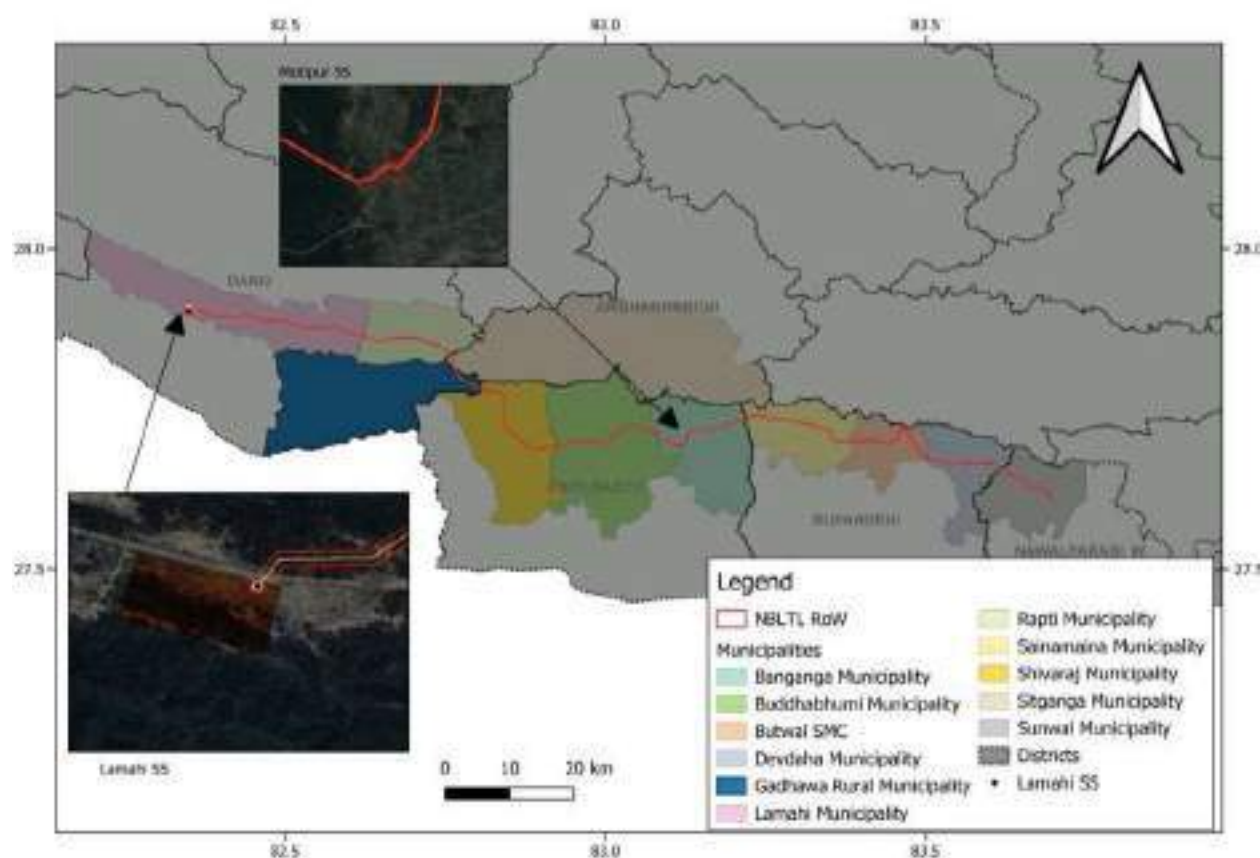 82.5 83.0 83.5
Motipur SS
28.0 28.0
DANG
ARGHAKHANCHI
RUPANDEHI
NAWALPARASI W
27.5 27.5
Lamahi SS
0 10 20 km
Legend
NBLTL RoW
Municipalities
Banganga Municipality
Buddhabhumi Municipality
Butwal SMC
Devdaha Municipality
Gadhawa Rural Municipality
Lamahi Municipality
Rapti Municipality
Sainamaina Municipality
Shivaraj Municipality
Sitganga Municipality
Sunwal Municipality
Districts
Lamahi SS
82.5 83.0 83.5